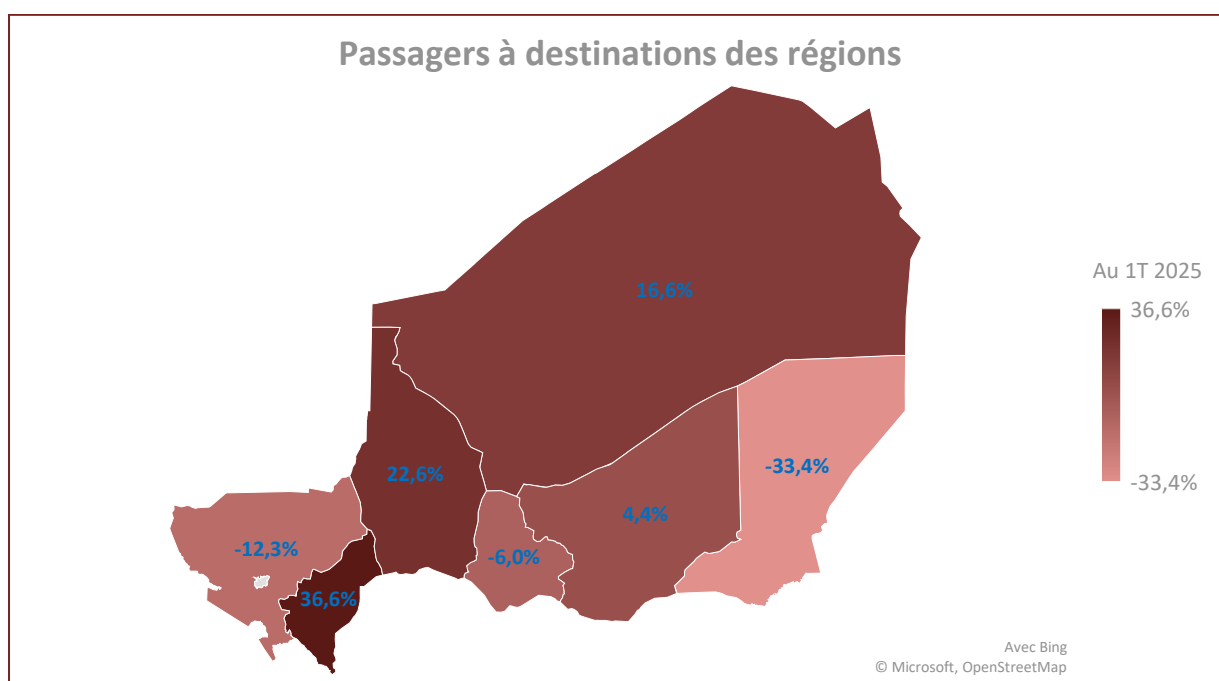 Passagers à destinations des régions
16,6%
Au 1T 2025
36,6%
-33,4%
22,6%
-33,4%
4,4%
-12,3%
-6,0%
36,6%
Avec Bing
© Microsoft, OpenStreetMap